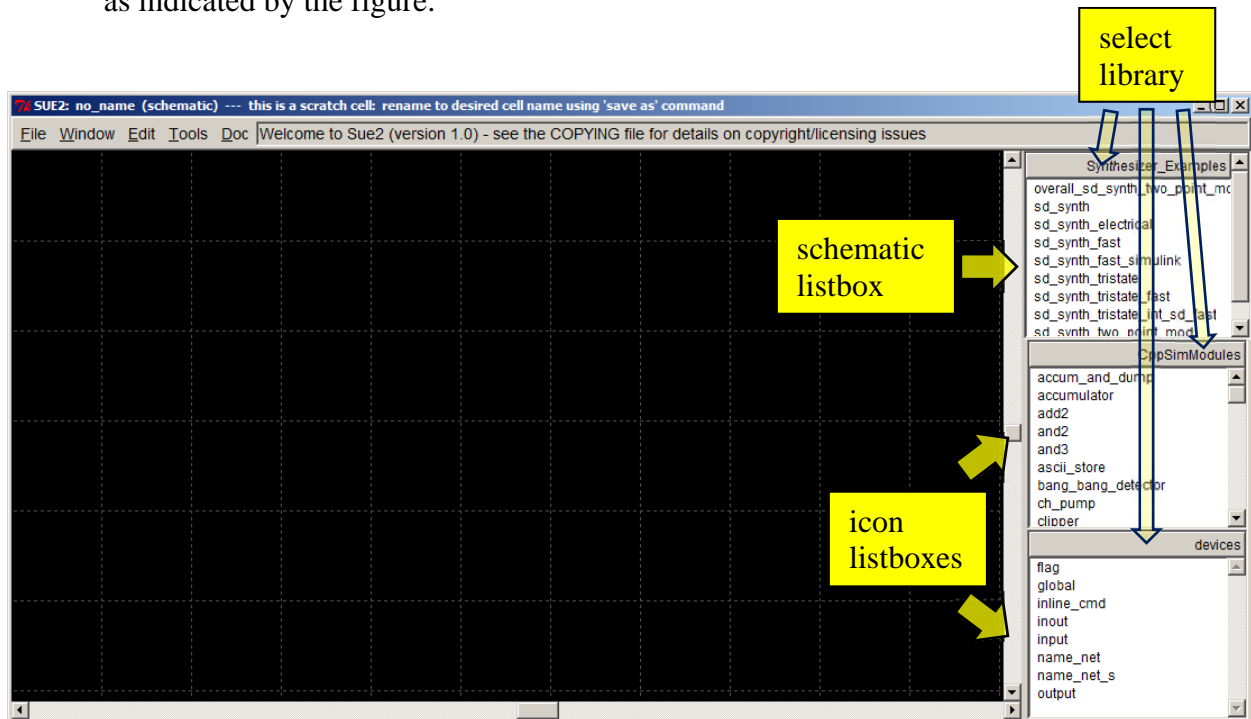 as indicated by the figure.
select
library
SUE2: no_name (schematic) --- this is a scratch cell: rename to desired cell name using 'save as' command
File Window Edit Tools Doc Welcome to Sue2 (version 1.0) - see the COPYING file for details on copyright/licensing issues
Synthesizer_Examples
overall_sd_synth_two_point_mo
sd_synth
sd_synth_electrical
sd_synth_fast
sd_synth_fast_simulink
sd_synth_tristate
sd_synth_tristate_fast
sd_synth_tristate_int_sd_fast
sd_synth_two_point_mod
schematic
listbox
CppSimModules
accum_and_dump
accumulator
add2
and2
and3
ascii_store
bang_bang_detector
ch_pump
clipper
icon
listboxes
devices
flag
global
inline_cmd
inout
input
name_net
name_net_s
output